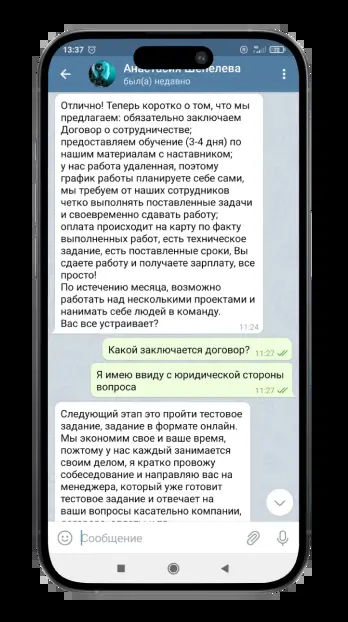 13:37
Анастасия Шепелева
был(а) недавно
Отлично! Теперь коротко о том, что мы
предлагаем: обязательно заключаем
Договор о сотрудничестве;
предоставляем обучение (3-4 дня) по
нашим материалам с наставником;
у нас работа удаленная, поэтому
график работы планируете себе сами,
мы требуем от наших сотрудников
четко выполнять поставленные задачи
и своевременно сдавать работу;
оплата происходит на карту по факту
выполненных работ, есть техническое
задание, есть поставленные сроки, Вы
сдаете работу и получаете зарплату, все
просто!
По истечению месяца, возможно
работать над несколькими проектами и
нанимать себе людей в команду.
Вас все устраивает?
11:24
Какой заключается договор?
11:27
Я имею ввиду с юридической стороны
вопроса
11:27
Следующий этап это пройти тестовое
задание, задание в формате онлайн.
Мы экономим свое и ваше время,
пожтому у нас каждый занимается
своим делом, я кратко провожу
собеседование и направляю вас на
менеджера, который уже готовит
тестовое задание и отвечает на
ваши вопросы касательно компании,
Сообщение